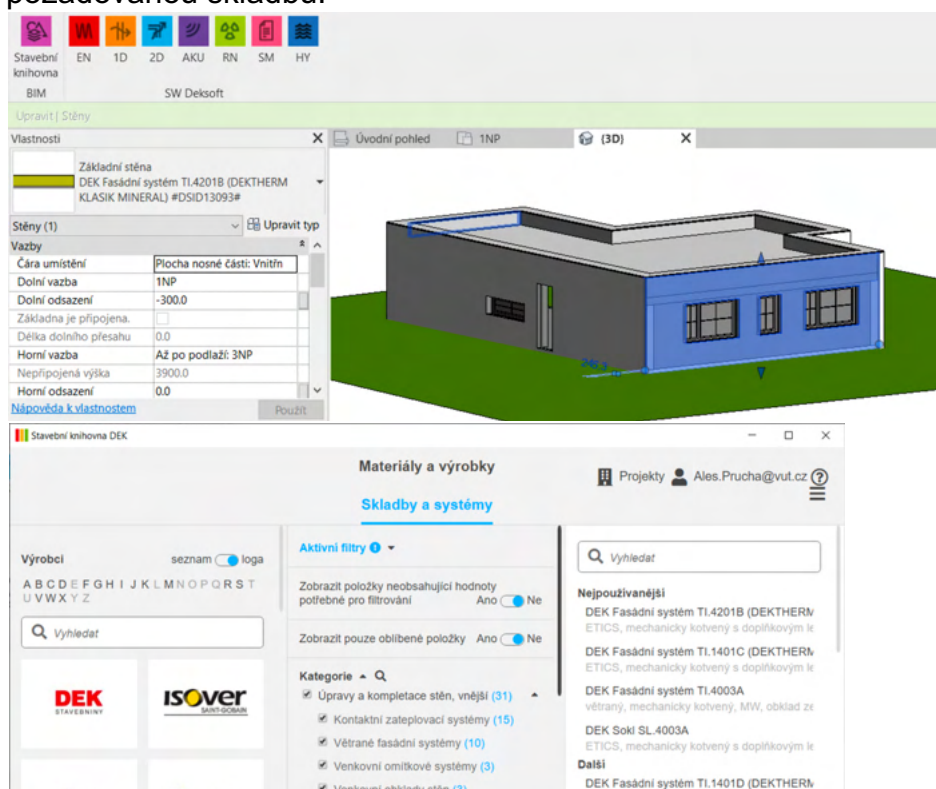 požadovanou skladbu.
Stavební knihovna EN 1D 2D AKU RN SM HY
BIM SW Deksoft
Upravit | Stěny
Vlastnosti X Úvodní pohled 1NP {3D} X
Základní stěna
DEK Fasádní systém TI.4201B (DEKTHERM
KLASIK MINERAL) #DSID13093#
Stěny (1) Upravit typ
Vazby
Čára umístění Plocha nosné části: Vnitřn
Dolní vazba 1NP
Dolní odsazení -300.0
Základna je připojena.
Délka dolního přesahu 0.0
Horní vazba Až po podlaží: 3NP
Nepřipojená výška 3900.0
Horní odsazení 0.0
Nápověda k vlastnostem Použít
Stavební knihovna DEK
Materiály a výrobky
Skladby a systémy
Projekty Ales.Prucha@vut.cz ?
Výrobci seznam loga
A B C D E F G H I J K L M N O P Q R S T
U V W X Y Z
Vyhledat
DEK
STAVEBNINY
isover
SAINT-GOBAIN
Aktivní filtry
Zobrazit položky neobsahující hodnoty
potřebné pro filtrování Ano Ne
Zobrazit pouze oblíbené položky Ano Ne
Kategorie
Úpravy a kompletace stěn, vnější (31)
Kontaktní zateplovací systémy (15)
Větrané fasádní systémy (10)
Venkovní omítkové systémy (3)
Venkovní obklady stěn (3)
Vyhledat
Nejpoužívanější
DEK Fasádní systém TI.4201B (DEKTHERM
ETICS, mechanicky kotvený s doplňkovým le
DEK Fasádní systém TI.1401C (DEKTHERM
ETICS, mechanicky kotvený s doplňkovým le
DEK Fasádní systém TI.4003A
větraný, mechanicky kotvený, MW, obklad ze
DEK Sokl SL.4003A
ETICS, mechanicky kotvený s doplňkovým le
Další
DEK Fasádní systém TI.1401D (DEKTHERM